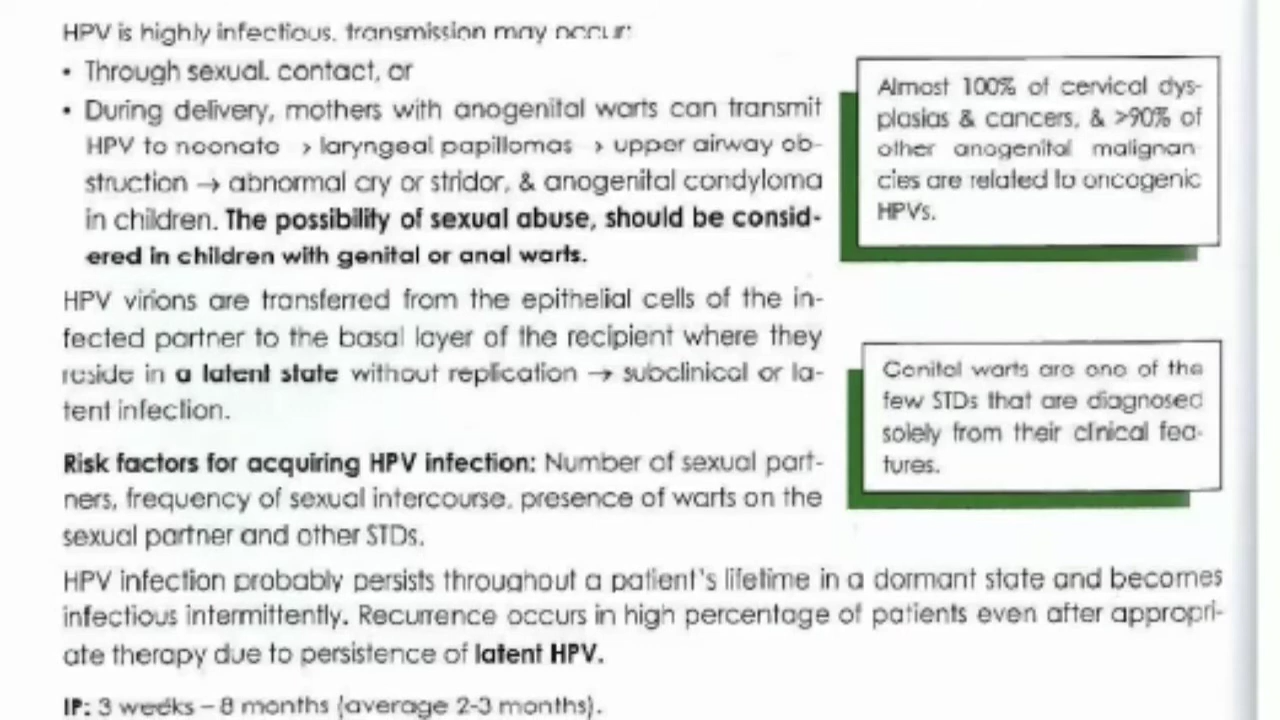 HPV is highly infectious, transmission may occur:
• Through sexual. contact, or
• During delivery, mothers with anogenital warts can transmit
HPV to neonate → laryngeal papillomas → upper airway ob-
struction → abnormal cry or stridor, & anogenital condyloma
in children. The possibility of sexual abuse, should be consid-
ered in children with genital or anal warts.
HPV virions are transferred from the epithelial cells of the in-
fected partner to the basal layer of the recipient where they
reside in a latent state without replication → subclinical or la-
tent infection.
Risk factors for acquiring HPV infection: Number of sexual part-
ners, frequency of sexual intercourse, presence of warts on the
sexual partner and other STDs.
Almost 100% of cervical dys-
plasias & cancers, & >90% of
other anogenital malignan
cies are related to oncogenic
HPVs.
Genital warts are one of the
few STDs that are diagnosed
solely from their clinical fea-
tures.
HPV infection probably persists throughout a patient's lifetime in a dormant state and becomes
infectious intermittently. Recurrence occurs in high percentage of patients even after appropri-
ate therapy due to persistence of latent HPV.
IP: 3 weeks – 8 months (average 2-3 months).